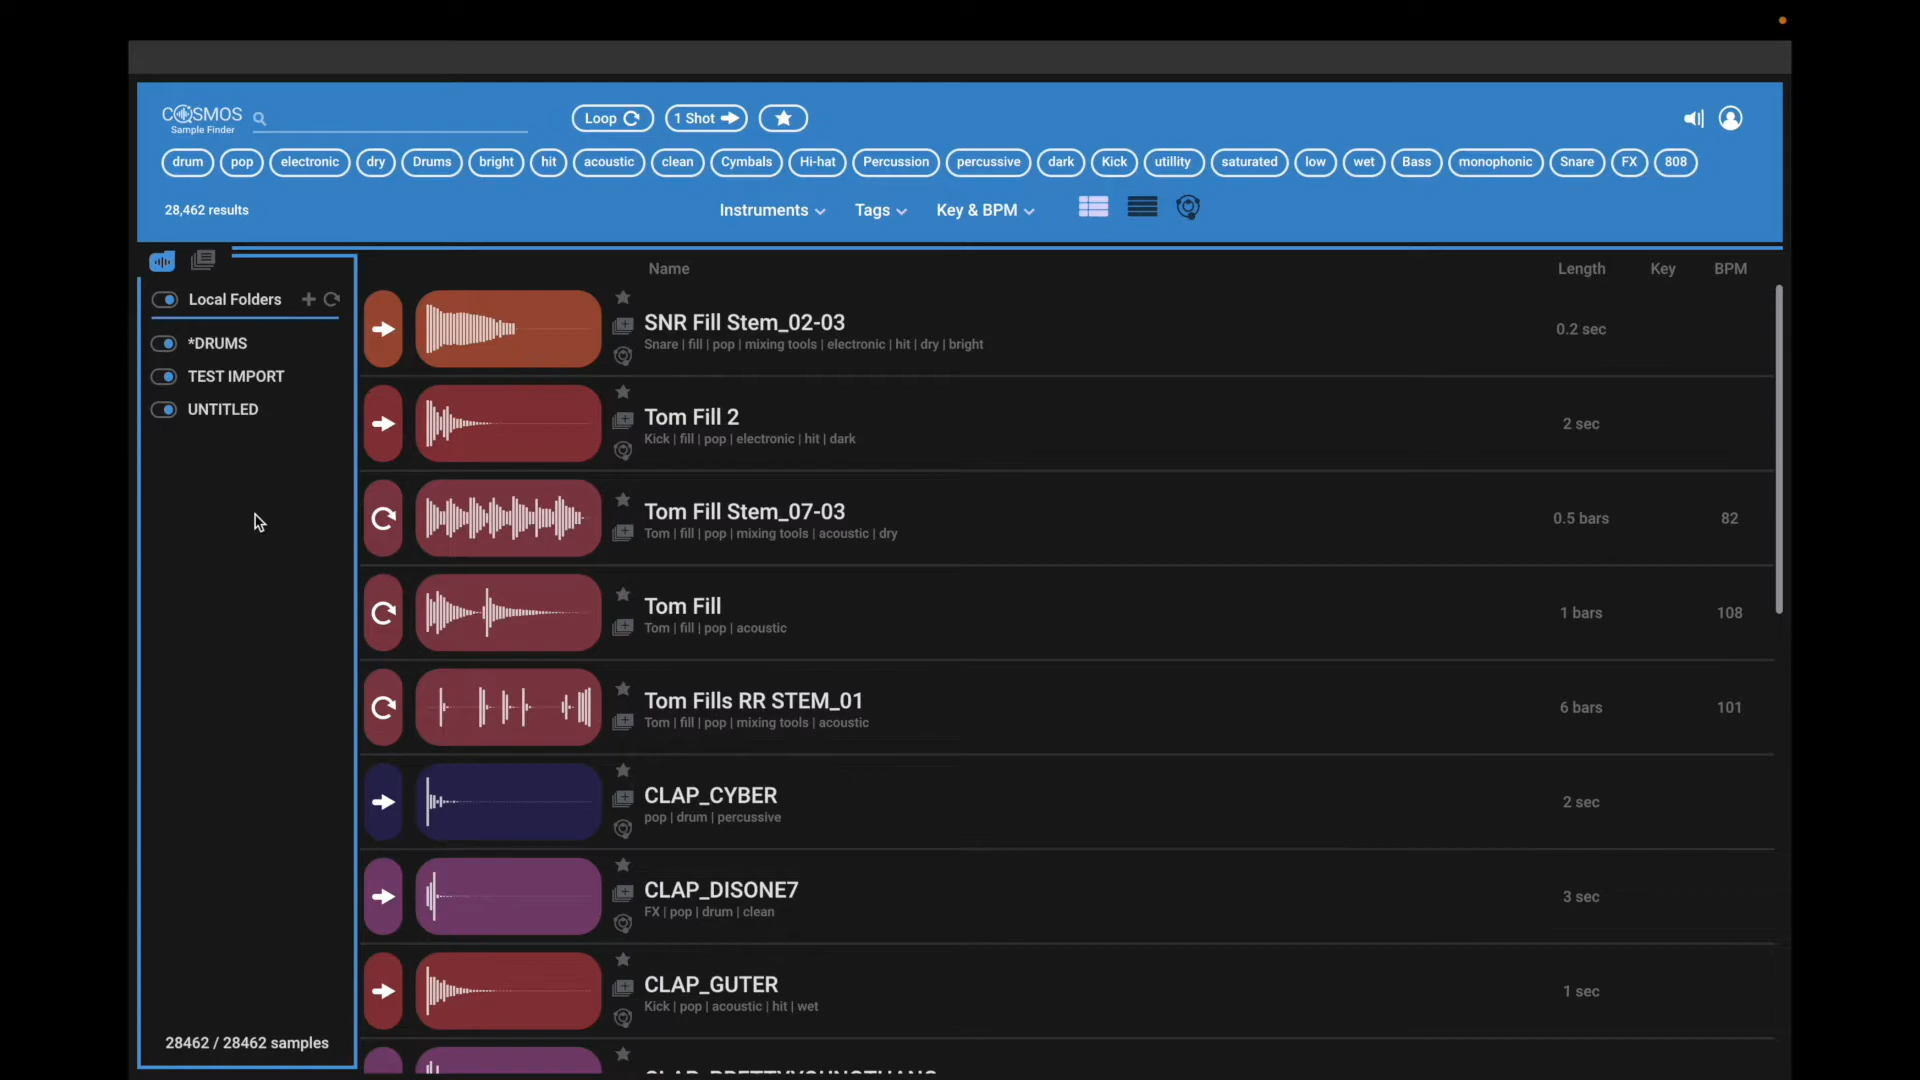 COSMOS
Sample Finder
Loop
1 Shot
drum pop electronic dry Drums bright hit acoustic clean Cymbals Hi-hat Percussion percussive dark Kick utillity saturated low wet Bass monophonic Snare FX 808
28,462 results
Instruments Tags Key & BPM
Name Length Key BPM
Local Folders
*DRUMS
TEST IMPORT
UNTITLED
28462 / 28462 samples
SNR Fill Stem_02-03
Snare | fill | pop | mixing tools | electronic | hit | dry | bright
0.2 sec
Tom Fill 2
Kick | fill | pop | electronic | hit | dark
2 sec
Tom Fill Stem_07-03
Tom | fill | pop | mixing tools | acoustic | dry
0.5 bars 82
Tom Fill
Tom | fill | pop | acoustic
1 bars 108
Tom Fills RR STEM_01
Tom | fill | pop | mixing tools | acoustic
6 bars 101
CLAP_CYBER
pop | drum | percussive
2 sec
CLAP_DISONE7
FX | pop | drum | clean
3 sec
CLAP_GUTER
Kick | pop | acoustic | hit | wet
1 sec